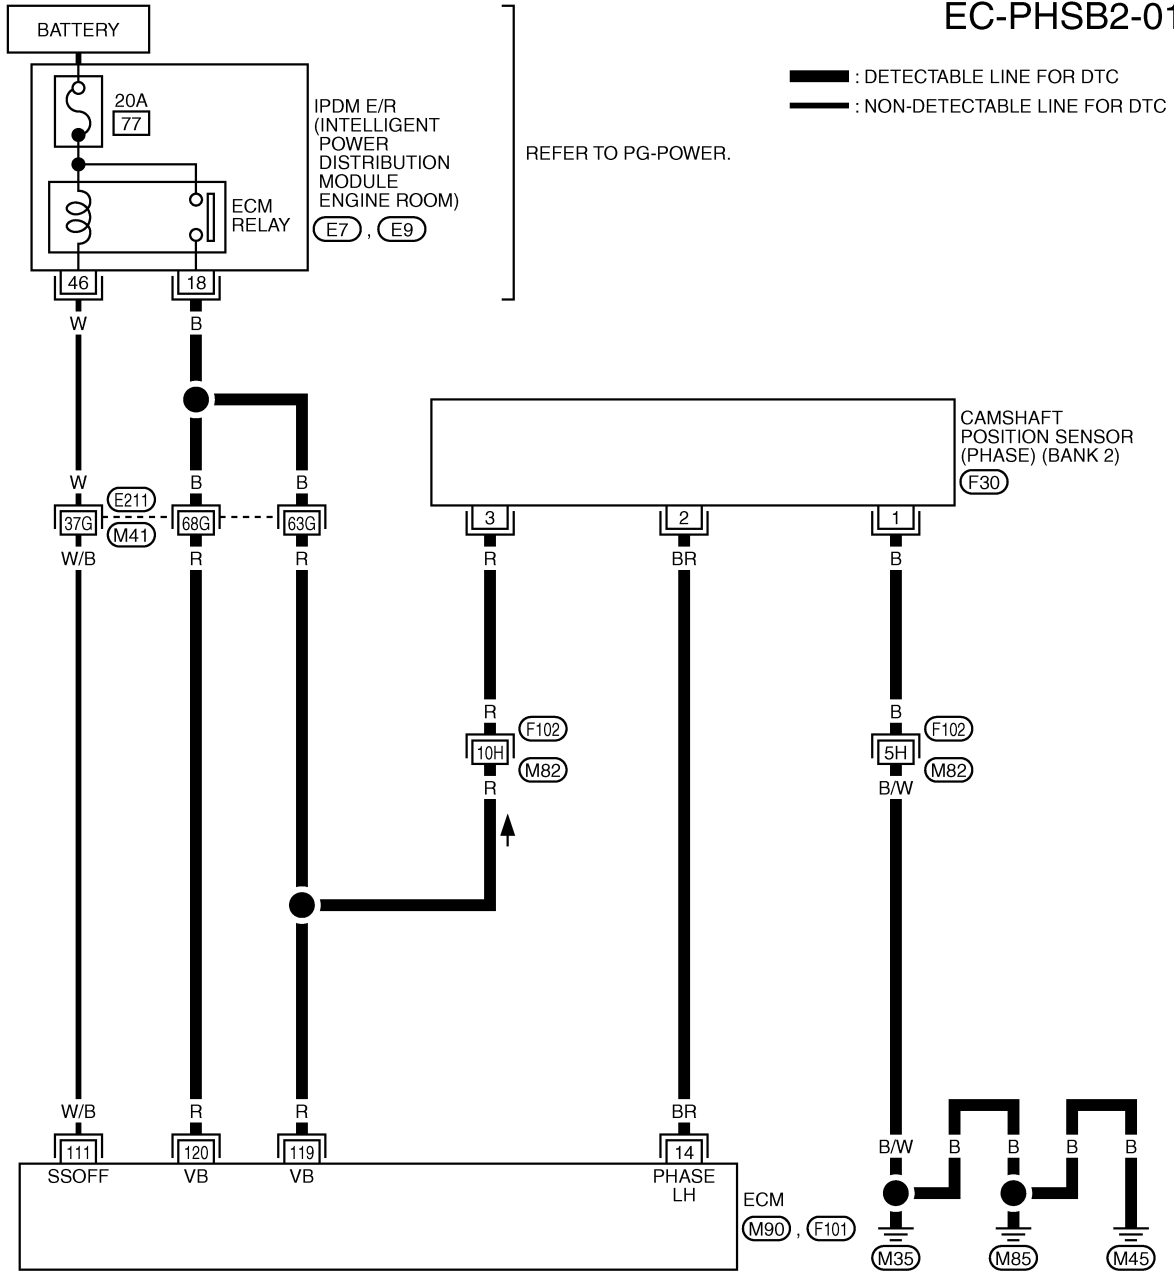 EC-PHSB2-01
BATTERY
: DETECTABLE LINE FOR DTC
: NON-DETECTABLE LINE FOR DTC
20A
77
IPDM E/R
(INTELLIGENT
POWER
DISTRIBUTION
MODULE
ENGINE ROOM)
E7 , E9
REFER TO PG-POWER.
ECM
RELAY
46 18
W B
CAMSHAFT
POSITION SENSOR
(PHASE) (BANK 2)
F30
W B B
E211
37G 68G 63G
M41
3 2 1
W/B R R R BR B
R B
F102 F102
10H 5H
M82 M82
R B/W
W/B R R BR
B/W B B B B
111 120 119 14
SSOFF VB VB PHASE
LH
ECM
M90 , F101
M35 M85 M45